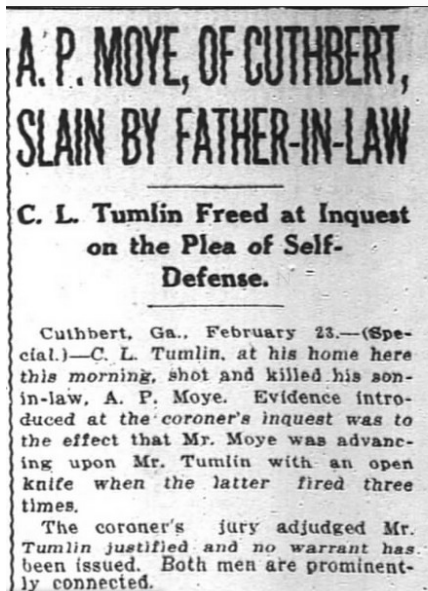 A. P. MOYE, OF CUTHBERT,
SLAIN BY FATHER-IN-LAW
C. L. Tumlin Freed at Inquest
on the Plea of Self-
Defense.
Cuthbert, Ga., February 23.—(Spe-
cial.)—C. L. Tumlin, at his home here
this morning, shot and killed his son-
in-law, A. P. Moye. Evidence intro-
duced at the coroner's inquest was to
the effect that Mr. Moye was advanc-
ing upon Mr. Tumlin with an open
knife when the latter fired three
times.
The coroner's jury adjudged Mr.
Tumlin justified and no warrant has
been issued. Both men are prominent-
ly connected.